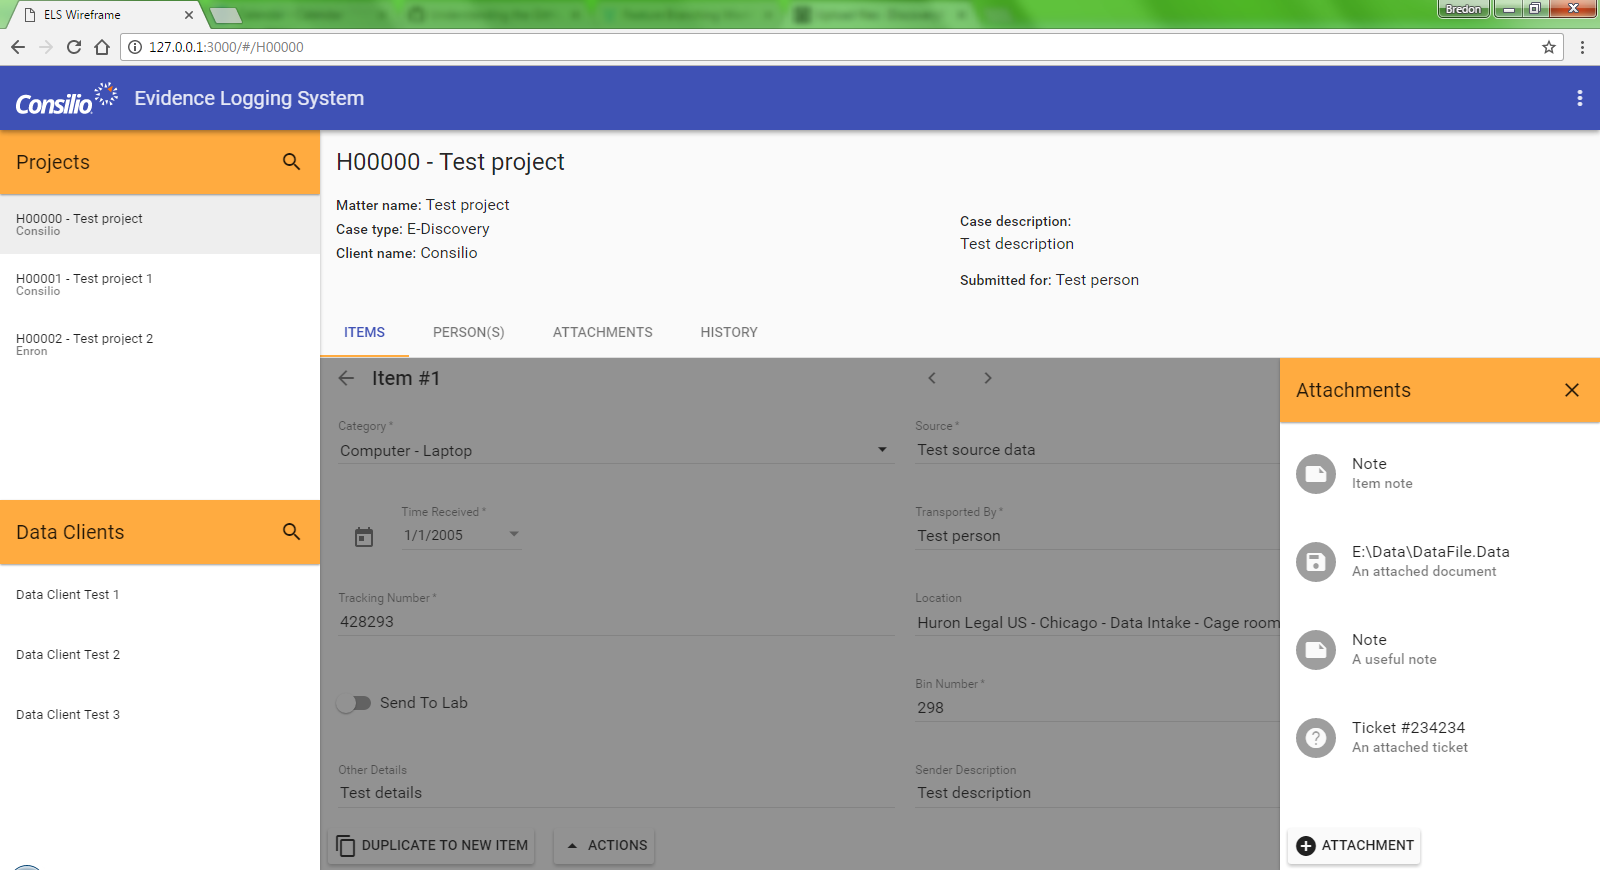 ELS Wireframe
Bredon
127.0.0.1:3000/#/H00000
Consilio
Evidence Logging System
Projects
H00000 - Test project
Consilio
H00001 - Test project 1
Consilio
H00002 - Test project 2
Enron
Data Clients
Data Client Test 1
Data Client Test 2
Data Client Test 3
H00000 - Test project
Matter name: Test project
Case type: E-Discovery
Client name: Consilio
Case description:
Test description
Submitted for: Test person
ITEMS PERSON(S) ATTACHMENTS HISTORY
Item #1
Category *
Computer - Laptop
Source *
Test source data
Time Received *
1/1/2005
Transported By *
Test person
Tracking Number *
428293
Location
Huron Legal US - Chicago - Data Intake - Cage room
Send To Lab
Bin Number *
298
Other Details
Test details
Sender Description
Test description
DUPLICATE TO NEW ITEM
ACTIONS
Attachments
Note
Item note
E:\Data\DataFile.Data
An attached document
Note
A useful note
Ticket #234234
An attached ticket
ATTACHMENT